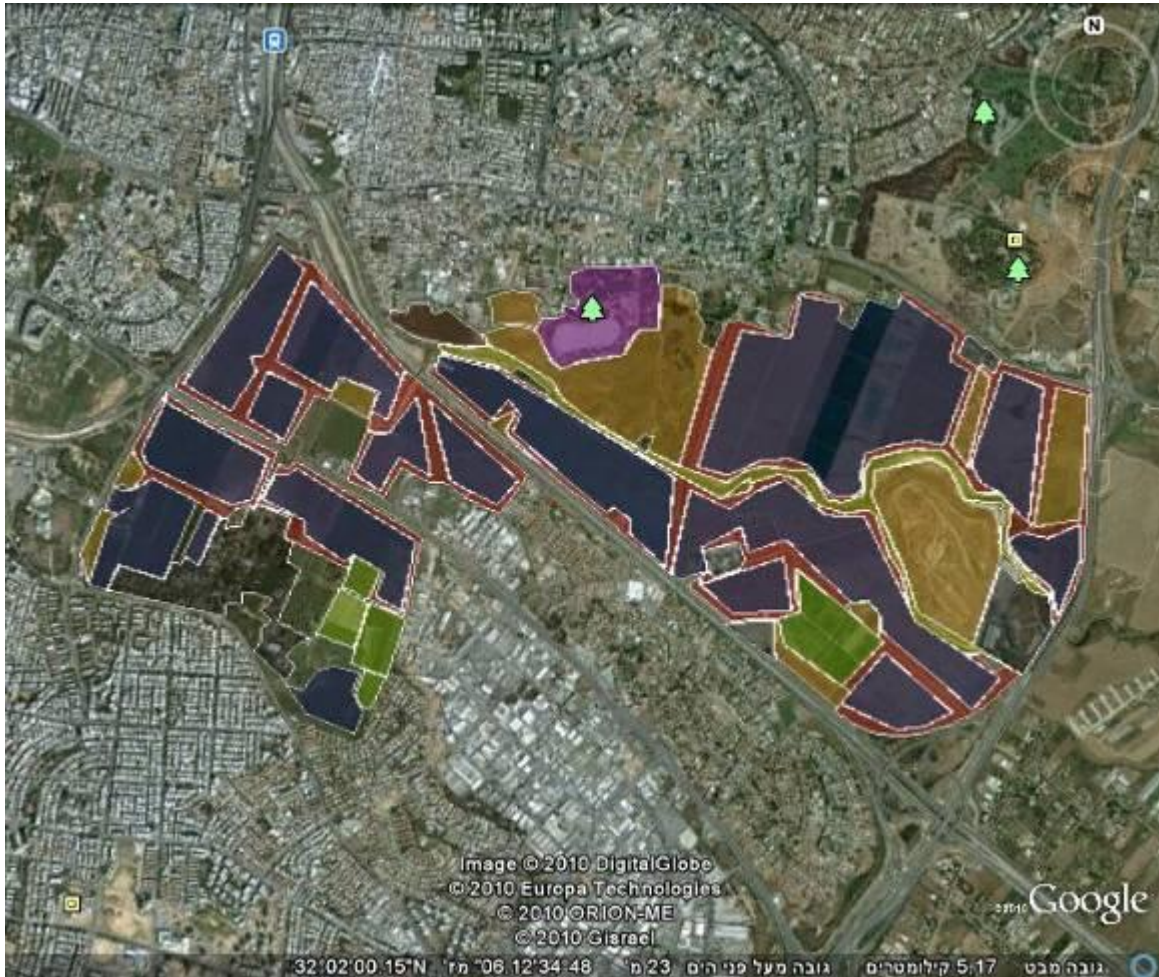 N
Image © 2010 DigitalGlobe
© 2010 Europa Technologies
© 2010 ORION-ME
© 2010 Gisrael
©2010 Google
32:02'00.15"N 34:48'06.12" מז' גובה מעל פני הים 23 מ' גובה מבט 5.17 קילומטרים